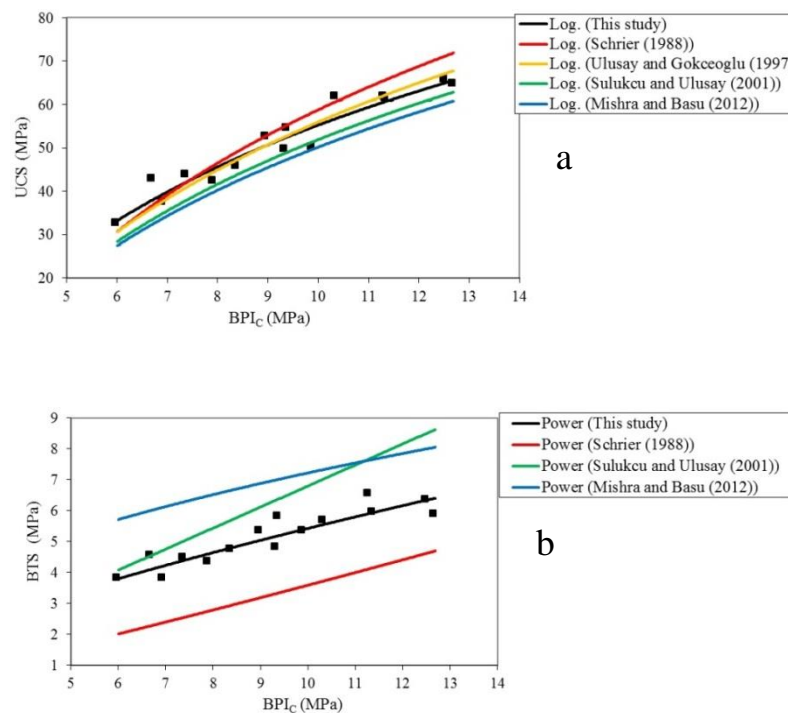 80
70
60
50
40
30
20
UCS (MPa)
5 6 7 8 9 10 11 12 13 14
BPIC (MPa)
Log. (This study)
Log. (Schrier (1988))
Log. (Ulusay and Gokceoglu (1997
Log. (Sulukcu and Ulusay (2001))
Log. (Mishra and Basu (2012))
a
9
8
7
6
5
4
3
2
1
BTS (MPa)
5 6 7 8 9 10 11 12 13 14
BPIC (MPa)
Power (This study)
Power (Schrier (1988))
Power (Sulukcu and Ulusay (2001))
Power (Mishra and Basu (2012))
b